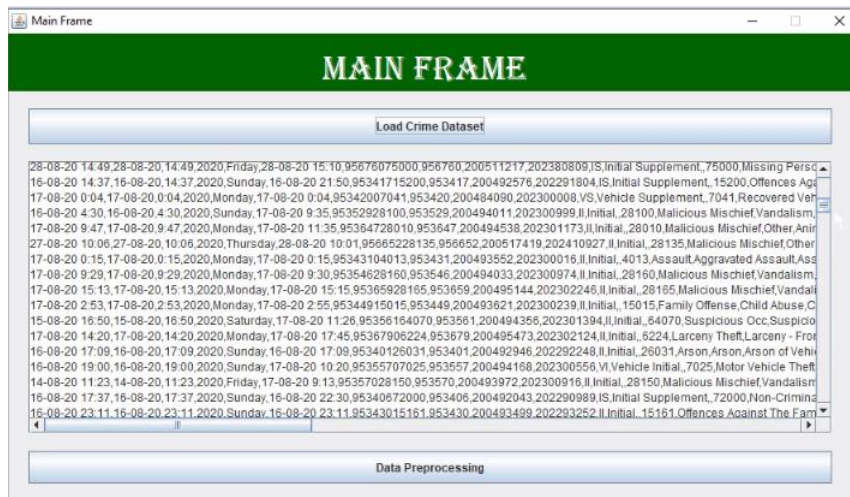 Main Frame
MAIN FRAME
Load Crime Dataset
28-08-20 14:49,28-08-20,14:49,2020,Friday,28-08-20 15:10,95676075000,956760,200511217,202380809,IS,Initial Supplement,,75000,Missing Perso
16-08-20 14:37,16-08-20,14:37,2020,Sunday,16-08-20 21:50,95341715200,953417,200492576,202291804,IS,Initial Supplement,,15200,Offences Aga
17-08-20 0:04,17-08-20,0:04,2020,Monday,17-08-20 0:04,95342007041,953420,200484090,202300008,VS,Vehicle Supplement,,7041,Recovered Veh
16-08-20 4:30,16-08-20,4:30,2020,Sunday,17-08-20 9:35,95352928100,953529,200494011,202300999,II,Initial,,28100,Malicious Mischief,Vandalism,
17-08-20 9:47,17-08-20,9:47,2020,Monday,17-08-20 11:35,95364728010,953647,200494538,202301173,II,Initial,,28010,Malicious Mischief,Other,Anir
27-08-20 10:06,27-08-20,10:06,2020,Thursday,28-08-20 10:01,95665228135,956652,200517419,202410927,II,Initial,,28135,Malicious Mischief,Other
17-08-20 0:15,17-08-20,0:15,2020,Monday,17-08-20 0:15,95343104013,953431,200493552,202300016,II,Initial,,4013,Assault,Aggravated Assault,Ass
17-08-20 9:29,17-08-20,9:29,2020,Monday,17-08-20 9:30,95354628160,953546,200494033,202300974,II,Initial,,28160,Malicious Mischief,Vandalism,
17-08-20 15:13,17-08-20,15:13,2020,Monday,17-08-20 15:15,95365928165,953659,200495144,202302246,II,Initial,,28165,Malicious Mischief,Vandali
17-08-20 2:53,17-08-20,2:53,2020,Monday,17-08-20 2:55,95344915015,953449,200493621,202300239,II,Initial,,15015,Family Offense,Child Abuse,C
15-08-20 16:50,15-08-20,16:50,2020,Saturday,17-08-20 11:26,95356164070,953561,200494356,202301394,II,Initial,,64070,Suspicious Occ,Suspicio
17-08-20 14:20,17-08-20,14:20,2020,Monday,17-08-20 17:45,95367906224,953679,200495473,202302124,II,Initial,,6224,Larceny Theft,Larceny - Fror
16-08-20 17:09,16-08-20,17:09,2020,Sunday,16-08-20 17:09,95340126031,953401,200492946,202292248,II,Initial,,26031,Arson,Arson,Arson of Vehi
16-08-20 19:00,16-08-20,19:00,2020,Sunday,17-08-20 10:20,95355707025,953557,200494168,202300556,VI,Vehicle Initial,,7025,Motor Vehicle Theft
14-08-20 11:23,14-08-20,11:23,2020,Friday,17-08-20 9:13,95357028150,953570,200493972,202300916,II,Initial,,28150,Malicious Mischief,Vandalism
16-08-20 17:37,16-08-20,17:37,2020,Sunday,16-08-20 22:30,95340672000,953406,200492043,202290989,IS,Initial Supplement,,72000,Non-Crimina
16-08-20 23:11,16-08-20,23:11,2020,Sunday,16-08-20 23:11,95343015161,953430,200493499,202293252,II,Initial,,15161,Offences Against The Fam
Data Preprocessing